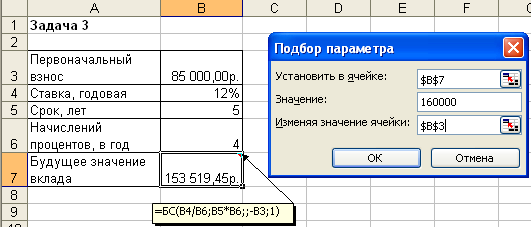 A B C D E F G H
1 Задача 3
2
Первоначальный
3 взнос 85 000,00р.
4 Ставка, годовая 12%
5 Срок, лет 5
Начислений
6 процентов, в год 4
Будущее значение
7 вклада 153 519,45р.
8
9 =БС(B4/B6;B5*B6;;-B3;1)
Подбор параметра
Установить в ячейке: $B$7
Значение: 160000
Изменяя значение ячейки: $B$3
ОК Отмена